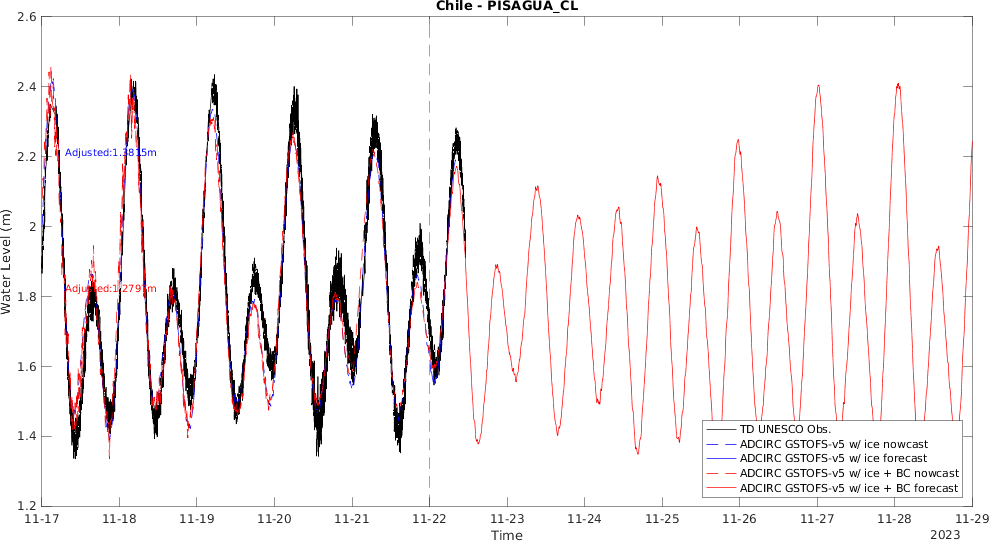 Chile - PISAGUA_CL
2.6
2.4
2.2
2
1.8
1.6
1.4
1.2
Water Level (m)
Adjusted:1.3815m
TD UNESCO Obs.
ADCIRC GSTOFS-v5 w/ ice nowcast
ADCIRC GSTOFS-v5 w/ ice forecast
ADCIRC GSTOFS-v5 w/ ice + BC nowcast
ADCIRC GSTOFS-v5 w/ ice + BC forecast
11-17 11-18 11-19 11-20 11-21 11-22 11-23 11-24 11-25 11-26 11-27 11-28 11-29
Time
2023